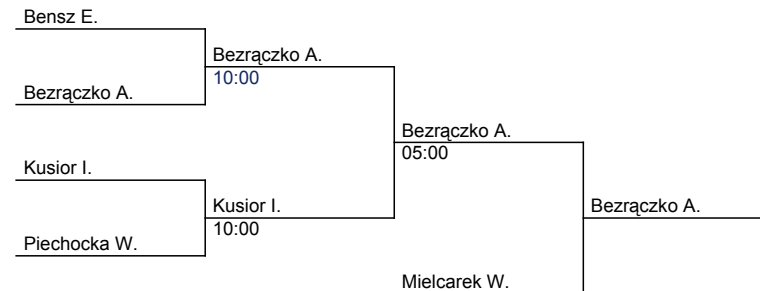 Bensz E.
Bezrączko A.
10:00
Bezrączko A.
Bezrączko A.
05:00
Kusior I.
Kusior I.
Bezrączko A.
10:00
Piechocka W.
Mielcarek W.